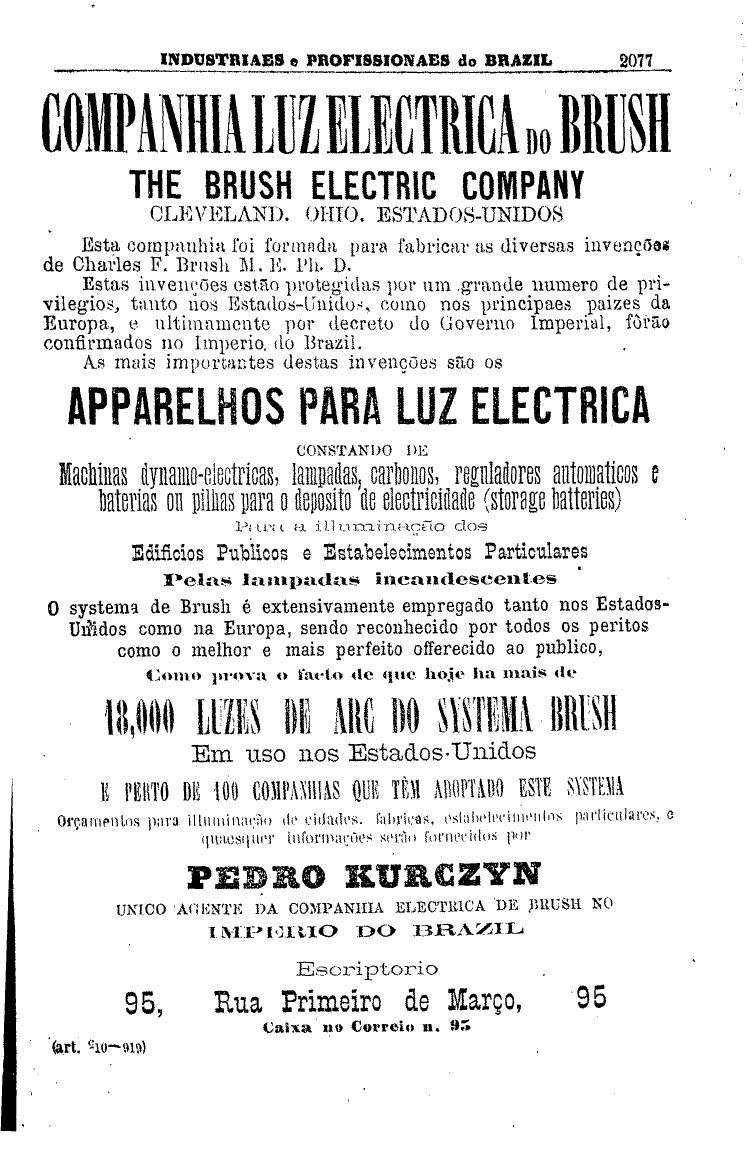 INDUSTRIAES e PROFISSIONAES do BRAZIL 2077
COMPANHIA LUZ ELECTRICA DO BRUSH
THE BRUSH ELECTRIC COMPANY
CLEVELAND. OHIO. ESTADOS-UNIDOS
Esta companhia foi formada para fabricar as diversas invenções
de Charles F. Brush M. E. Ph. D.
Estas invenções estão protegidas por um grande numero de pri-
vilegios, tanto nos Estados-Unidos, como nos principaes paizes da
Europa, e ultimamente por decreto do Governo Imperial, fôrão
confirmados no Imperio. do Brazil.
As mais importantes destas invenções são os
APPARELHOS PARA LUZ ELECTRICA
CONSTANDO DE
Machinas dynamo-electricas, lampadas, carbonos, reguladores automaticos e
baterias ou pilhas para o deposito de electricidade (storage batteries)
Para a illuminação dos
Edificios Publicos e Estabelecimentos Particulares
Pelas lampadas incandescentes
O systema de Brush é extensivamente empregado tanto nos Estados-
Unidos como na Europa, sendo reconhecido por todos os peritos
como o melhor e mais perfeito offerecido ao publico,
Como prova o facto de que hoje ha mais de
18,000 LUZES DE ARC DO SYSTEMA BRUSH
Em uso nos Estados-Unidos
E PERTO DE 100 COMPANHIAS QUE TÊM ADOPTADO ESTE SYSTEMA
Orçamentos para illuminação de cidades. fabricas, estabelecimentos particulares, e
quaesquer informações serão fornecidos por
PEDRO KURCZYN
UNICO AGENTE DA COMPANHIA ELECTRICA DE BRUSH NO
IMPERIO DO BRAZIL
Escriptorio
95, Rua Primeiro de Março, 95
Caixa no Correio n. 95
(art. 10—919)